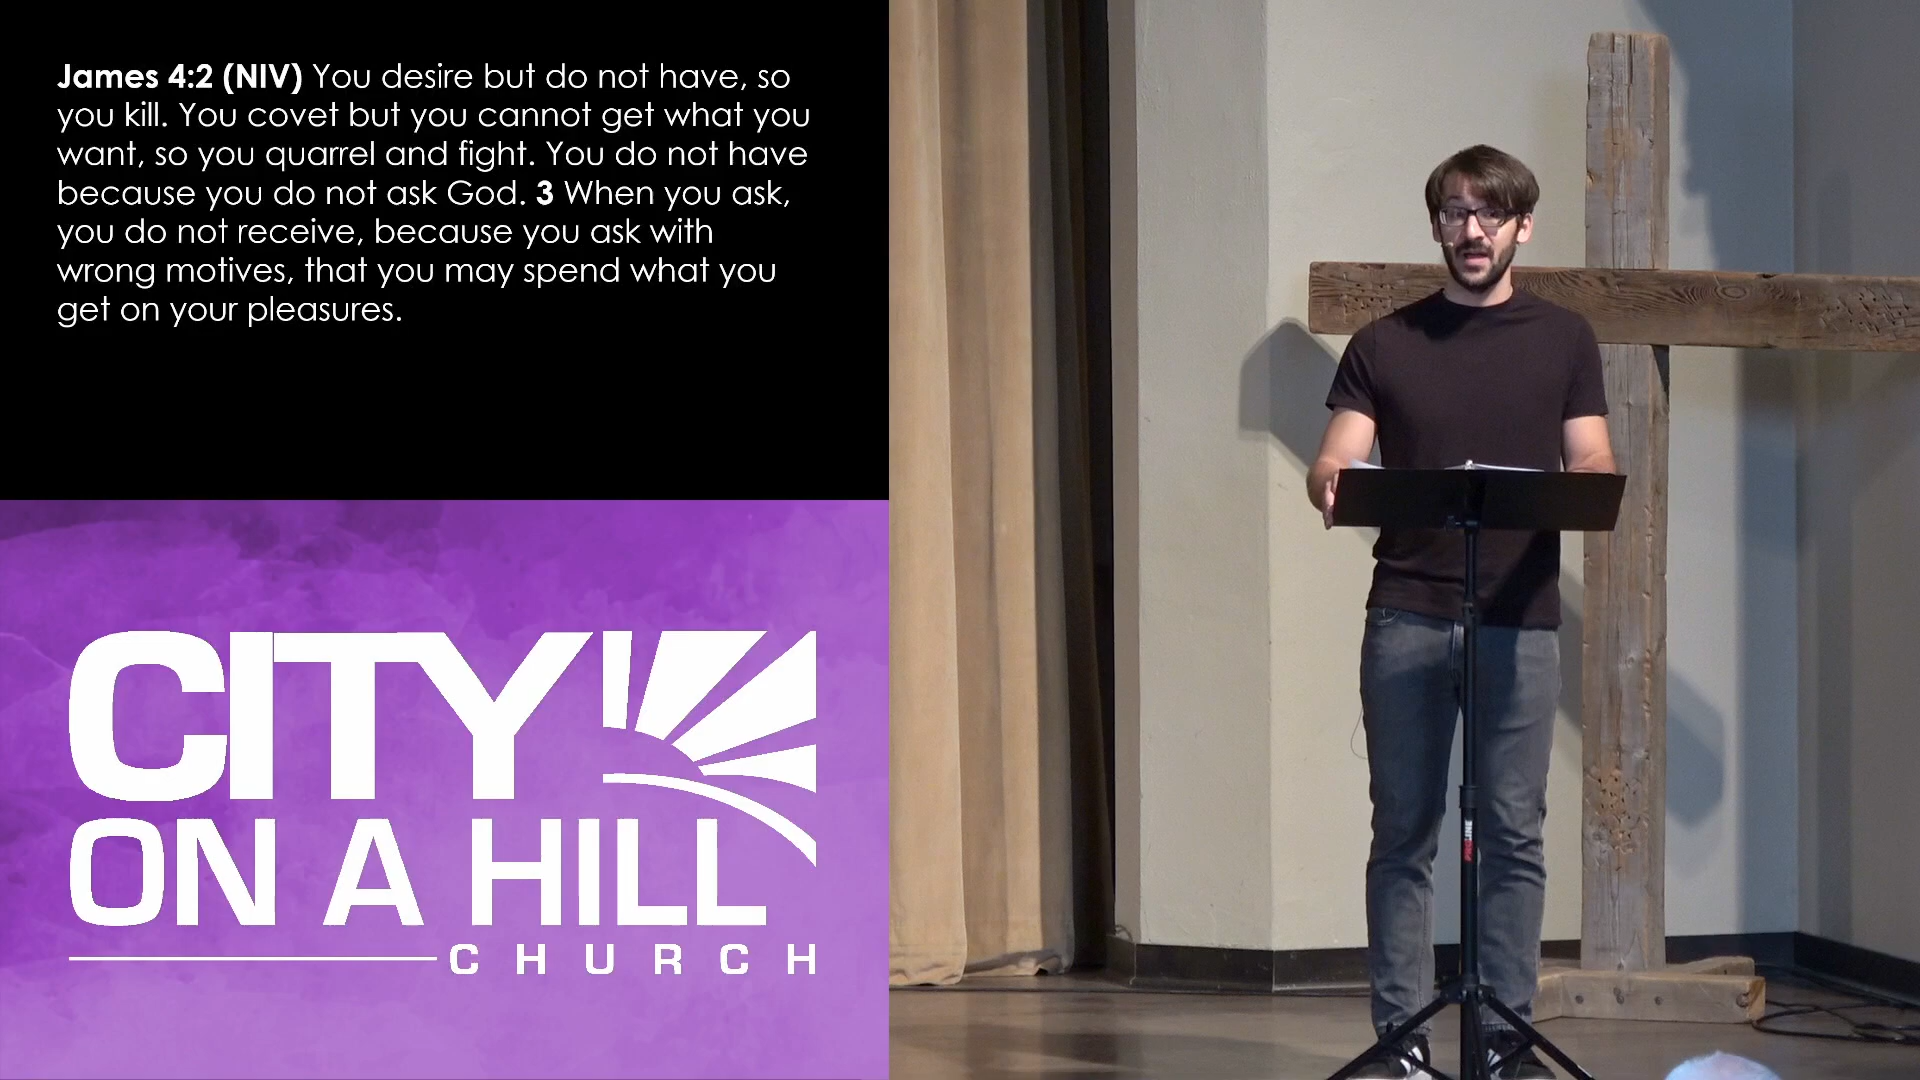 James 4:2 (NIV) You desire but do not have, so
you kill. You covet but you cannot get what you
want, so you quarrel and fight. You do not have
because you do not ask God. 3 When you ask,
you do not receive, because you ask with
wrong motives, that you may spend what you
get on your pleasures.
CITY
ON A HILL
CHURCH
PROLINE